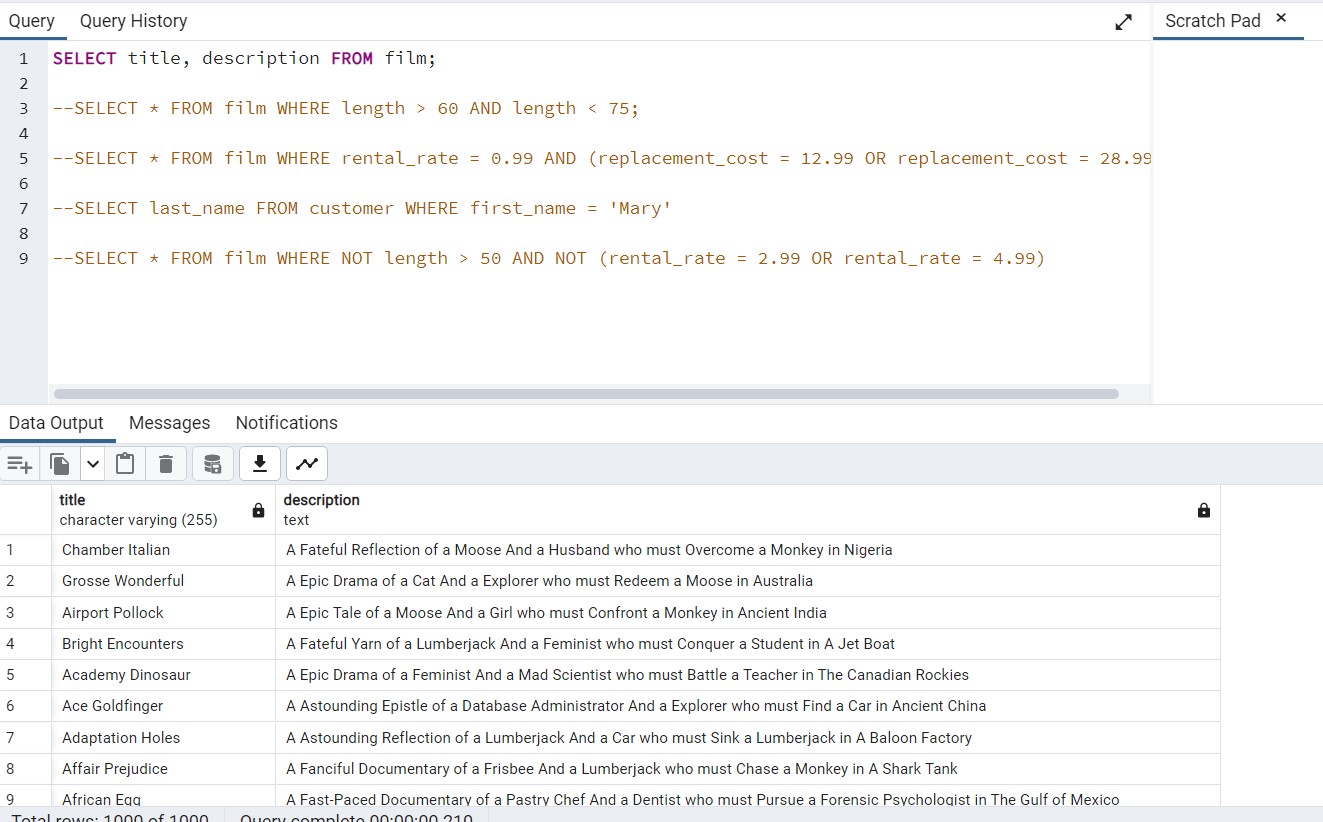 Query Query History Scratch Pad ×
1 SELECT title, description FROM film;
2
3 --SELECT * FROM film WHERE length > 60 AND length < 75;
4
5 --SELECT * FROM film WHERE rental_rate = 0.99 AND (replacement_cost = 12.99 OR replacement_cost = 28.99
6
7 --SELECT last_name FROM customer WHERE first_name = 'Mary'
8
9 --SELECT * FROM film WHERE NOT length > 50 AND NOT (rental_rate = 2.99 OR rental_rate = 4.99)
Data Output Messages Notifications
title description
character varying (255) text
1 Chamber Italian A Fateful Reflection of a Moose And a Husband who must Overcome a Monkey in Nigeria
2 Grosse Wonderful A Epic Drama of a Cat And a Explorer who must Redeem a Moose in Australia
3 Airport Pollock A Epic Tale of a Moose And a Girl who must Confront a Monkey in Ancient India
4 Bright Encounters A Fateful Yarn of a Lumberjack And a Feminist who must Conquer a Student in A Jet Boat
5 Academy Dinosaur A Epic Drama of a Feminist And a Mad Scientist who must Battle a Teacher in The Canadian Rockies
6 Ace Goldfinger A Astounding Epistle of a Database Administrator And a Explorer who must Find a Car in Ancient China
7 Adaptation Holes A Astounding Reflection of a Lumberjack And a Car who must Sink a Lumberjack in A Baloon Factory
8 Affair Prejudice A Fanciful Documentary of a Frisbee And a Lumberjack who must Chase a Monkey in A Shark Tank
9 African Egg A Fast-Paced Documentary of a Pastry Chef And a Dentist who must Pursue a Forensic Psychologist in The Gulf of Mexico
Total rows: 1000 of 1000 Query complete 00:00:00.210